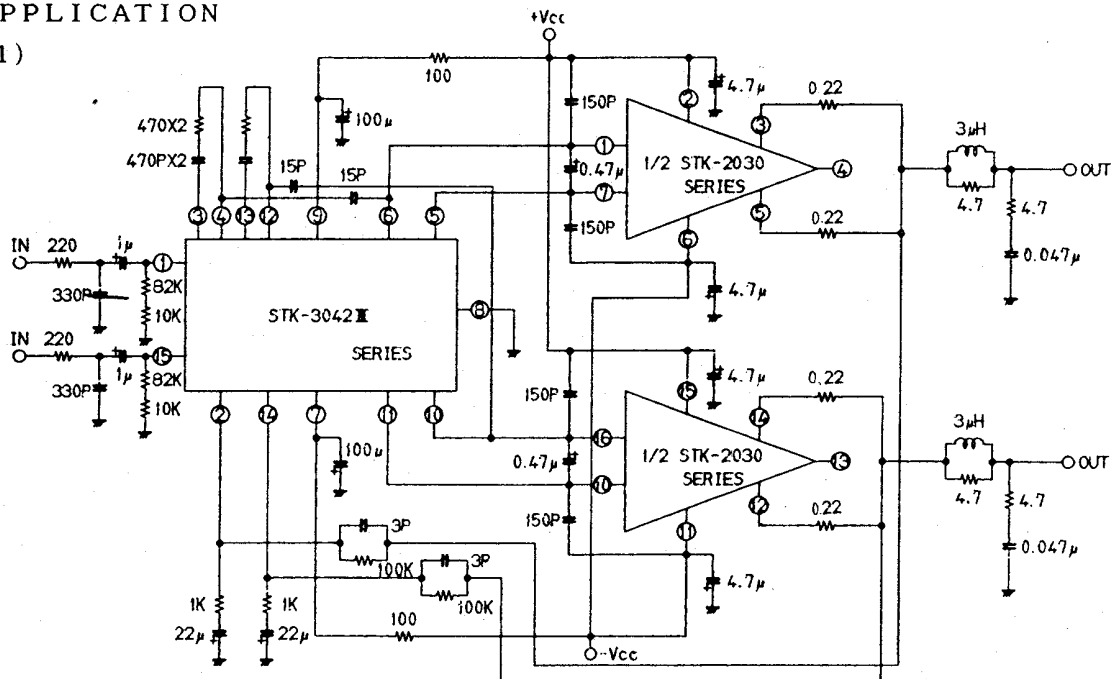 PPLICATION
1)
+Vcc
100
4.7μ
0.22
150P
2
3
470X2
100μ
3μH
470PX2
15P
15P
1
1/2 STK-2030
SERIES
4
OUT
0.47μ
7
4.7
4.7
3
4
13
12
9
6
5
5
0.22
150P
6
0.047μ
IN
220
1μ
1
82K
4.7μ
330P
10K
STK-3042Ⅲ
8
IN
220
1μ
15
SERIES
82K
330P
10K
4.7μ
0.22
150P
15
2
14
7
11
10
14
3μH
16
1/2 STK-2030
SERIES
13
OUT
100μ
0.47μ
10
4.7
4.7
12
0.22
150P
11
0.047μ
3P
100K
3P
100K
4.7μ
1K
1K
22μ
22μ
100
-Vcc